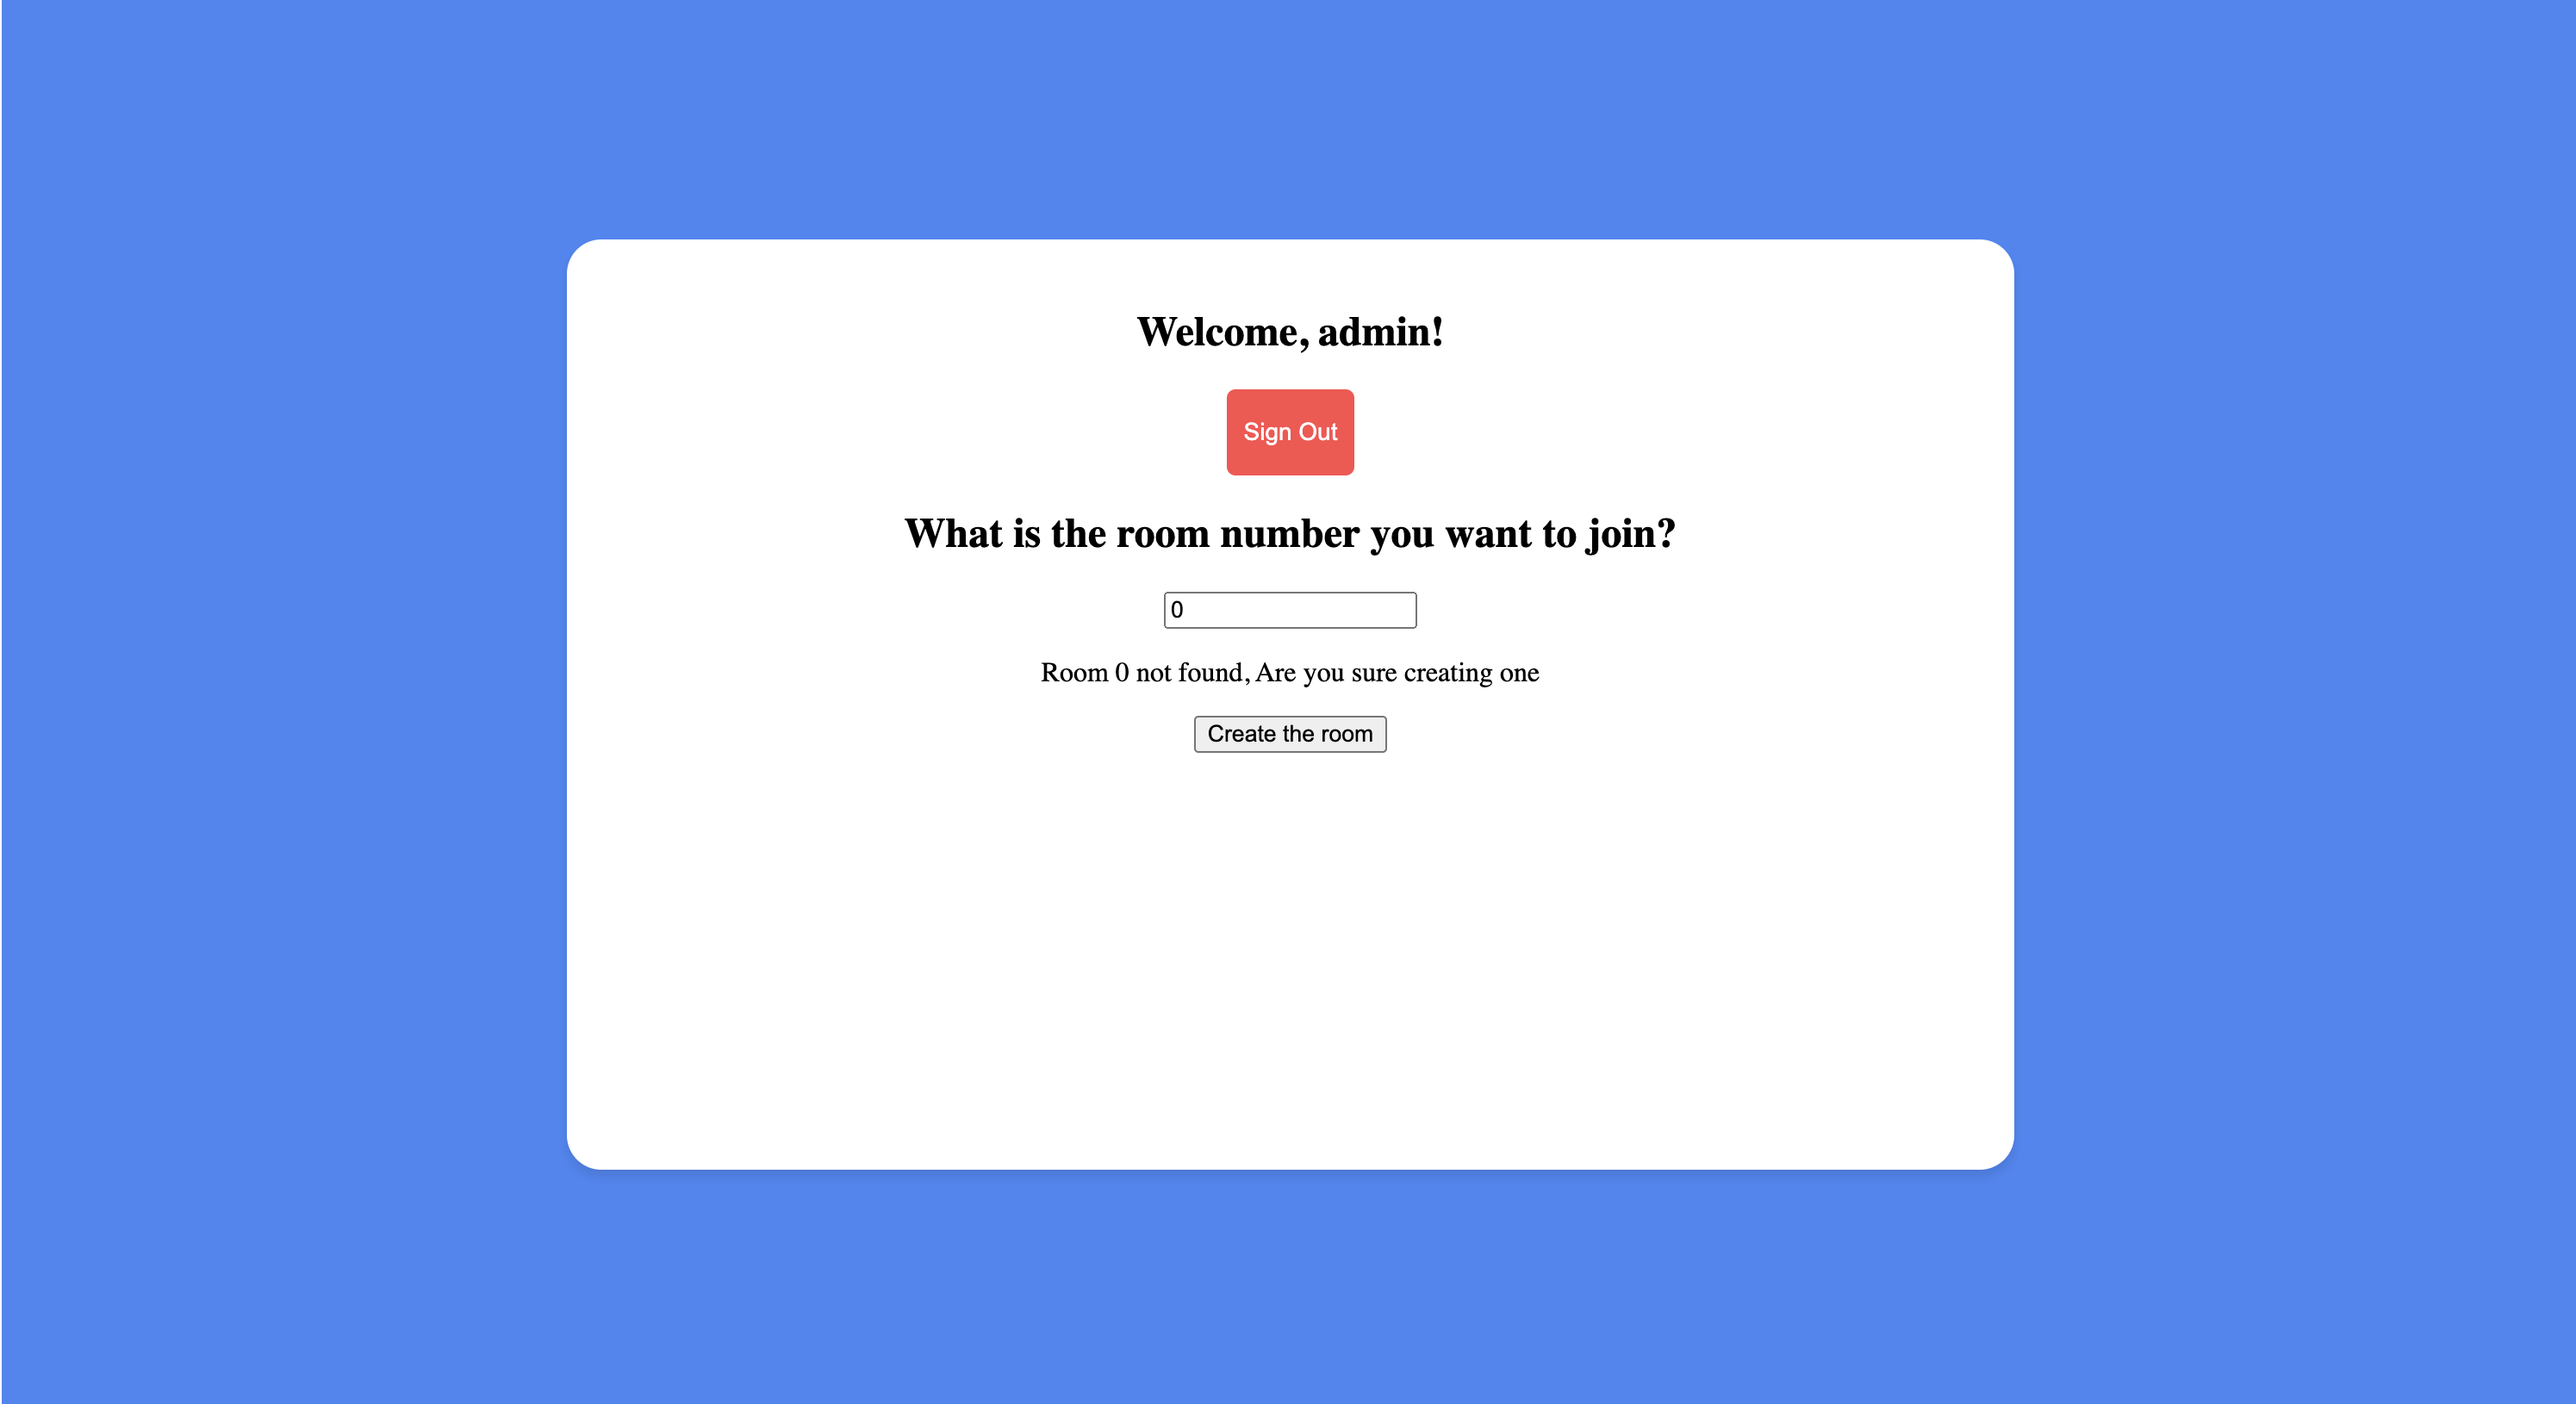 Welcome, admin!
Sign Out
What is the room number you want to join?
0
Room 0 not found, Are you sure creating one
Create the room